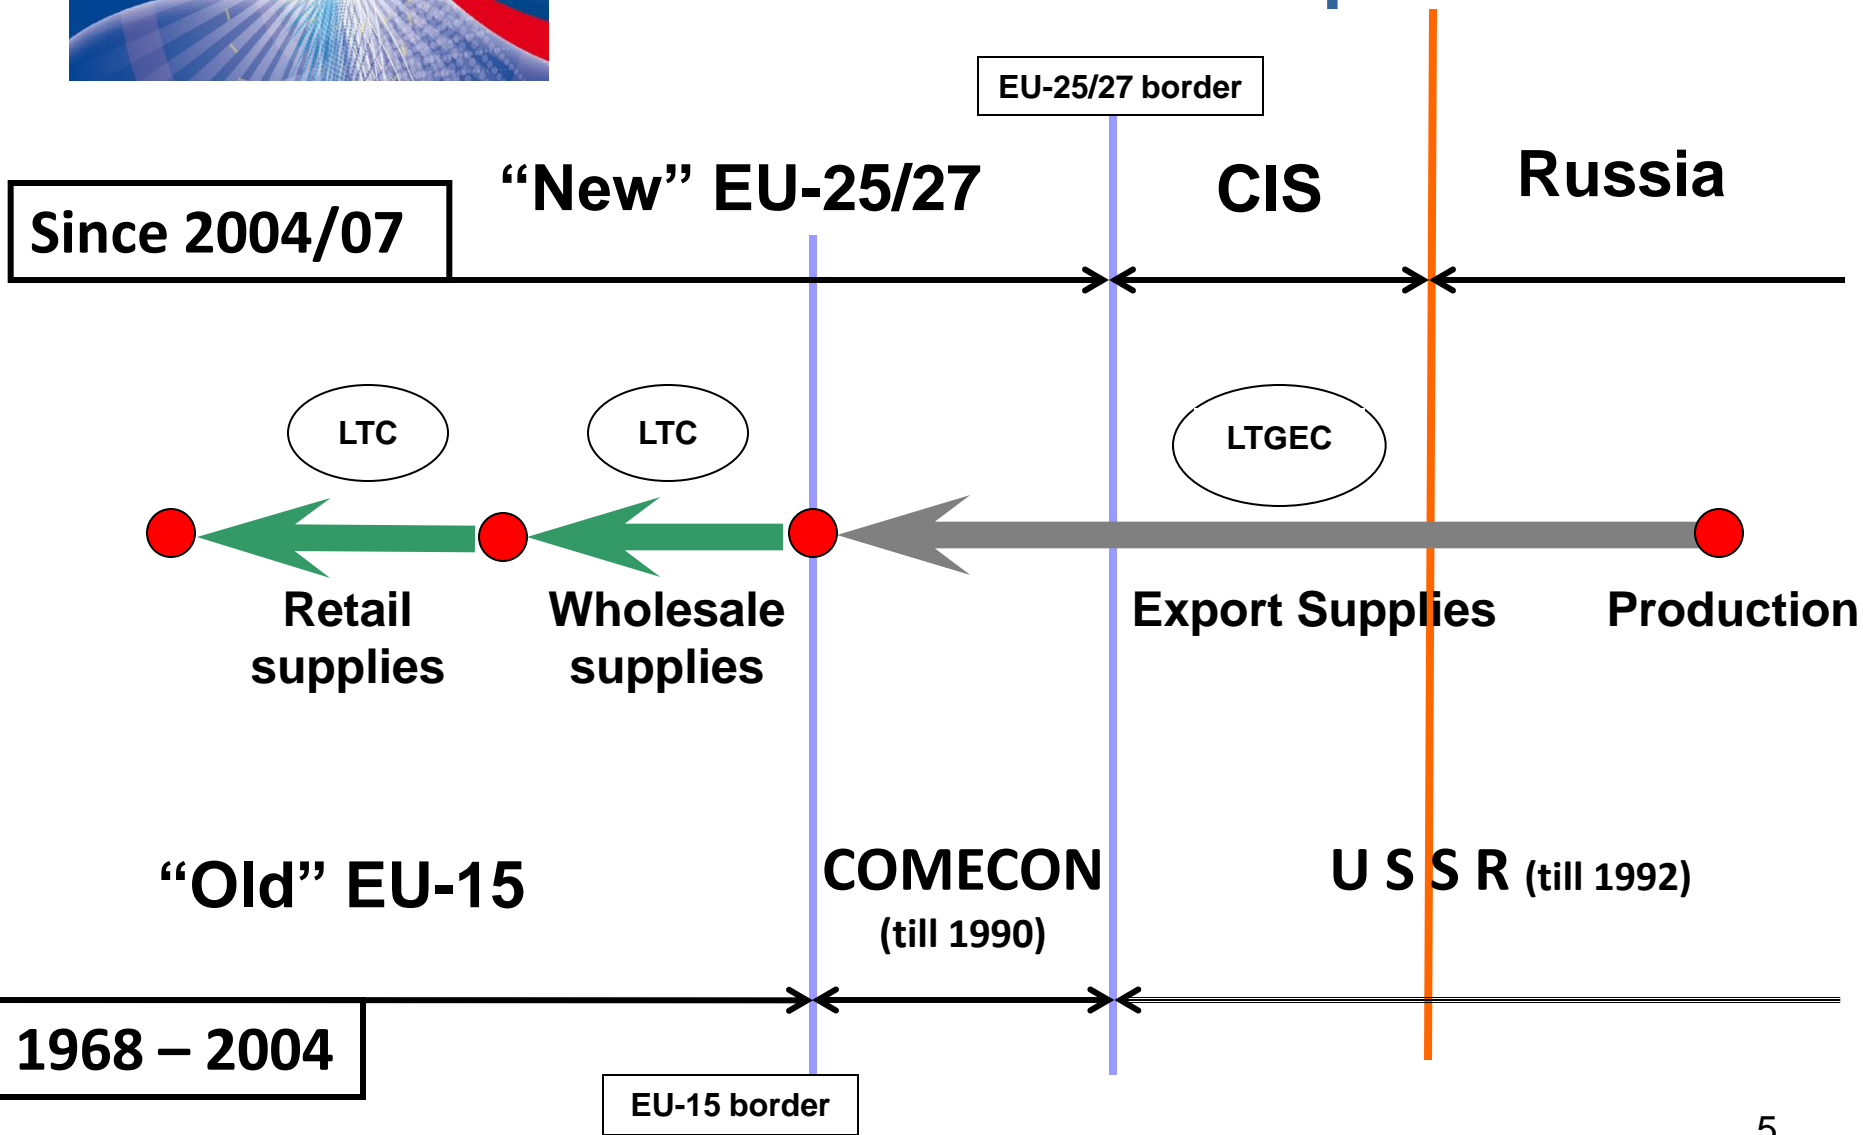 EU-25/27 border
“New” EU-25/27
CIS
Russia
Since 2004/07
LTC
LTC
LTGEC
Retail
supplies
Wholesale
supplies
Export Supplies
Production
“Old” EU-15
COMECON
(till 1990)
U S S R (till 1992)
1968 – 2004
EU-15 border
5